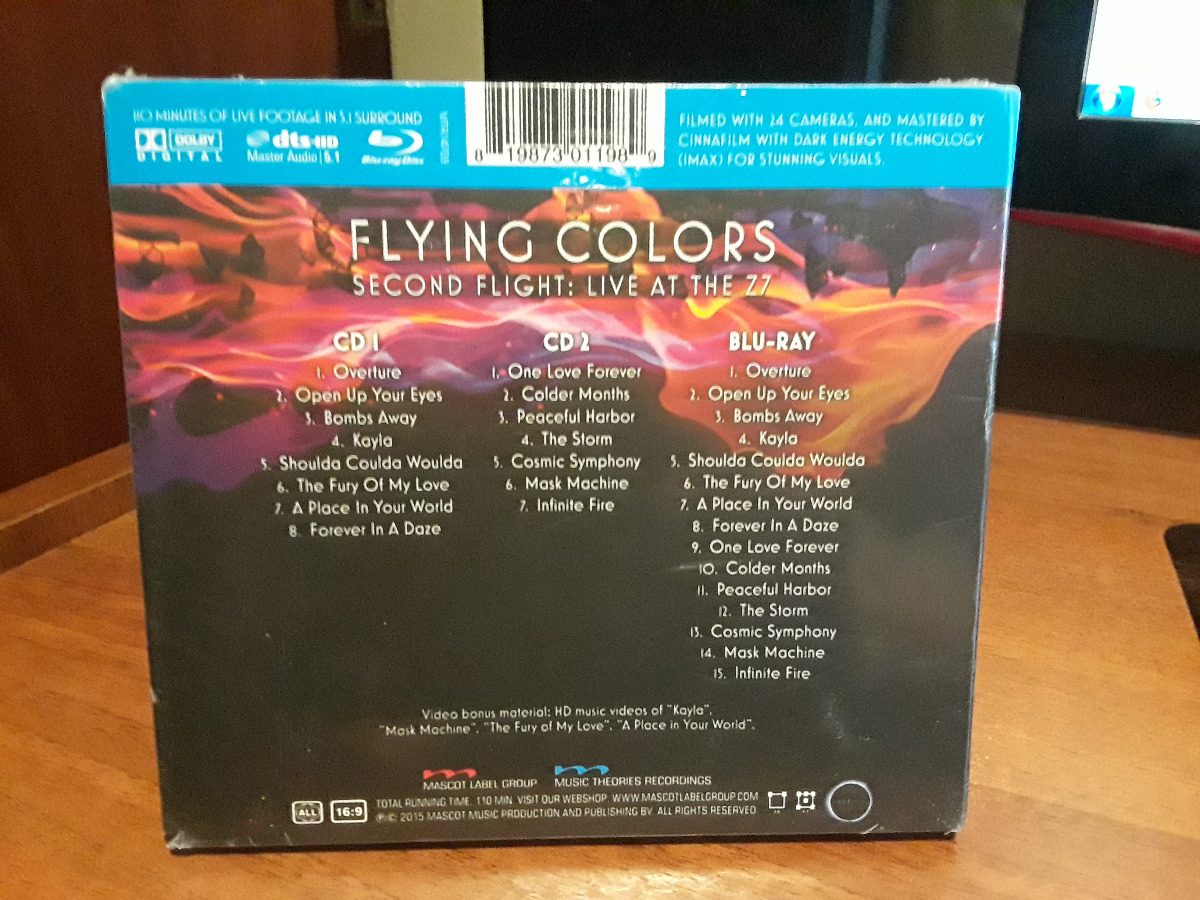 110 MINUTES OF LIVE FOOTAGE IN 5.1 SURROUND
DOLBY
DIGITAL
dts-HD
Master Audio | 5.1
Blu-ray Disc
8 19873 01198 9
FILMED WITH 24 CAMERAS, AND MASTERED BY
CINNAFILM WITH DARK ENERGY TECHNOLOGY
(IMAX) FOR STUNNING VISUALS.
FLYING COLORS
SECOND FLIGHT: LIVE AT THE Z7
CD 1
1. Overture
2. Open Up Your Eyes
3. Bombs Away
4. Kayla
5. Shoulda Coulda Woulda
6. The Fury Of My Love
7. A Place In Your World
8. Forever In A Daze
CD 2
1. One Love Forever
2. Colder Months
3. Peaceful Harbor
4. The Storm
5. Cosmic Symphony
6. Mask Machine
7. Infinite Fire
BLU-RAY
1. Overture
2. Open Up Your Eyes
3. Bombs Away
4. Kayla
5. Shoulda Coulda Woulda
6. The Fury Of My Love
7. A Place In Your World
8. Forever In A Daze
9. One Love Forever
10. Colder Months
11. Peaceful Harbor
12. The Storm
13. Cosmic Symphony
14. Mask Machine
15. Infinite Fire
Video bonus material: HD music videos of "Kayla",
"Mask Machine", "The Fury of My Love", "A Place in Your World".
MASCOT LABEL GROUP
MUSIC THEORIES RECORDINGS
ALL
16:9
TOTAL RUNNING TIME: 110 MIN. VISIT OUR WEBSHOP: WWW.MASCOTLABELGROUP.COM
℗© 2015 MASCOT MUSIC PRODUCTION AND PUBLISHING BV. ALL RIGHTS RESERVED